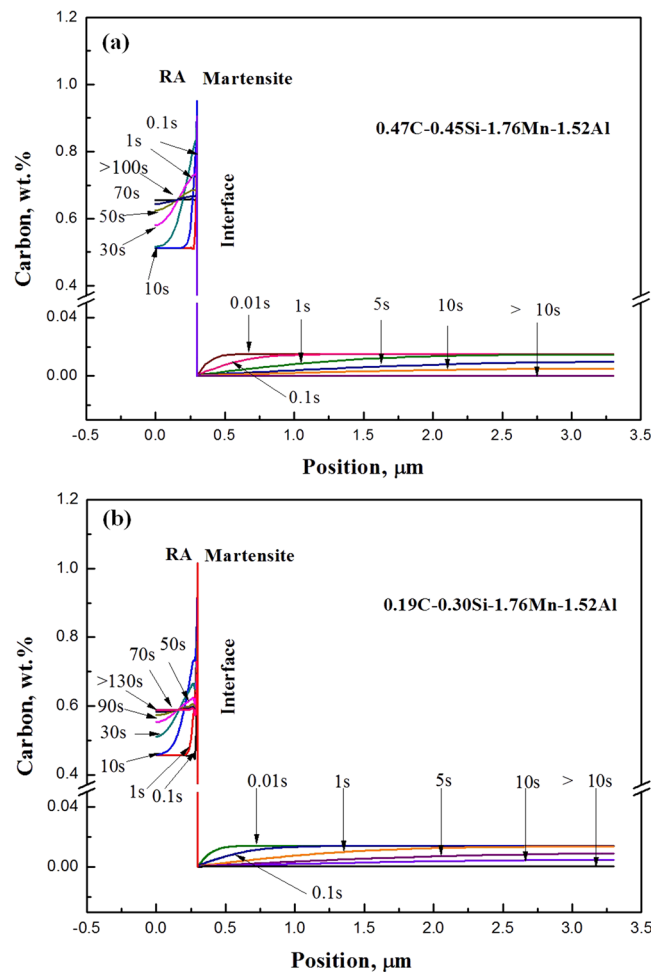 1.2
(a)
RA Martensite
1.0
0.1s
0.47C-0.45Si-1.76Mn-1.52Al
1s
0.8
>100s
70s
50s
0.6
30s
Interface
0.4
10s
Carbon, wt.%
0.01s 1s 5s 10s > 10s
0.04
0.1s
0.00
-0.5 0.0 0.5 1.0 1.5 2.0 2.5 3.0 3.5
Position, μm
1.2
(b)
RA Martensite
1.0
0.19C-0.30Si-1.76Mn-1.52Al
0.8
50s
70s
>130s
0.6
90s
30s
Interface
10s
0.4
1s
0.1s
Carbon, wt.%
0.01s 1s 5s 10s > 10s
0.04
0.1s
0.00
-0.5 0.0 0.5 1.0 1.5 2.0 2.5 3.0 3.5
Position, μm